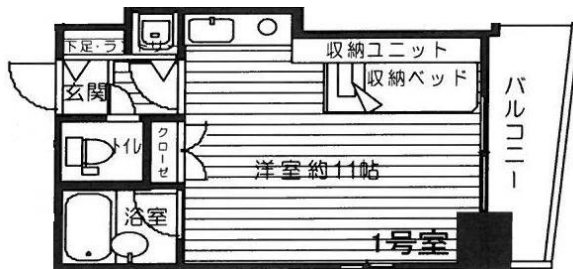 下足・ラ
収納ユニット
収納ベッド
玄関
バルコニー
トイレ
クローゼ
洋室約11帖
浴室
1号室